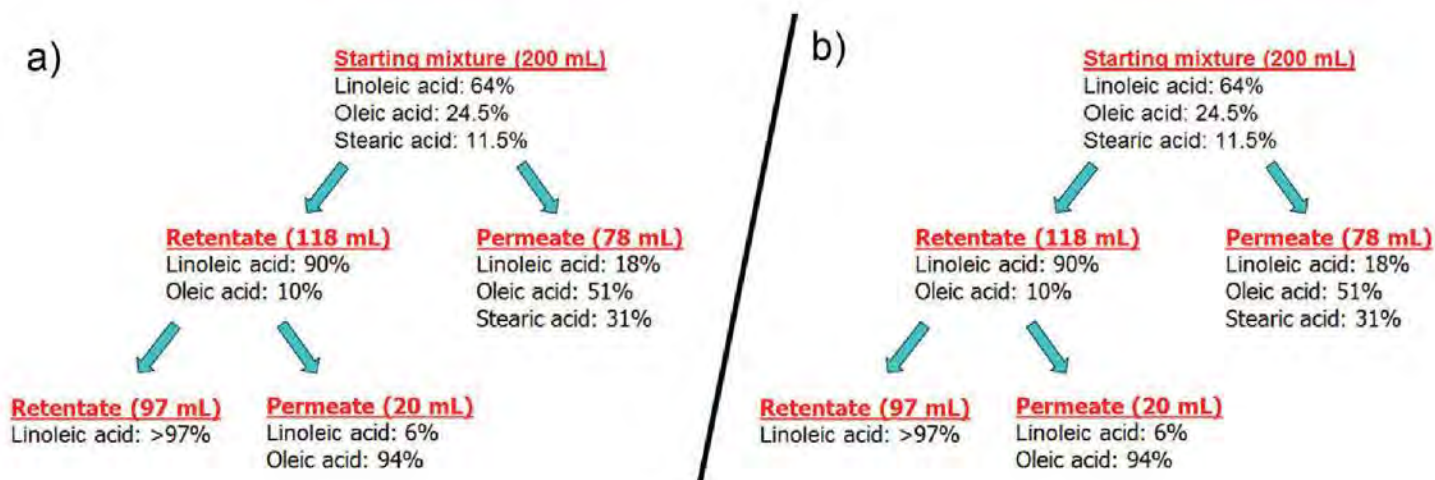 a)
Starting mixture (200 mL)
Linoleic acid: 64%
Oleic acid: 24.5%
Stearic acid: 11.5%
Retentate (118 mL)
Linoleic acid: 90%
Oleic acid: 10%
Permeate (78 mL)
Linoleic acid: 18%
Oleic acid: 51%
Stearic acid: 31%
Retentate (97 mL)
Linoleic acid: >97%
Permeate (20 mL)
Linoleic acid: 6%
Oleic acid: 94%
b)
Starting mixture (200 mL)
Linoleic acid: 64%
Oleic acid: 24.5%
Stearic acid: 11.5%
Retentate (118 mL)
Linoleic acid: 90%
Oleic acid: 10%
Permeate (78 mL)
Linoleic acid: 18%
Oleic acid: 51%
Stearic acid: 31%
Retentate (97 mL)
Linoleic acid: >97%
Permeate (20 mL)
Linoleic acid: 6%
Oleic acid: 94%